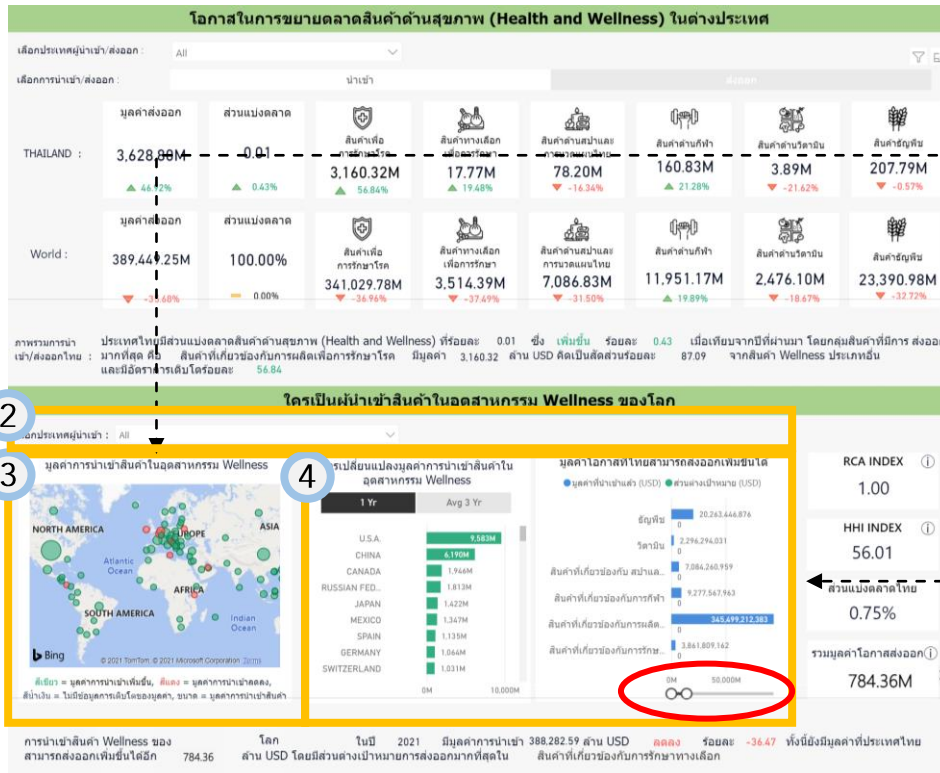 โอกาสในการขยายตลาดสินค้าด้านสุขภาพ (Health and Wellness) ในต่างประเทศ
เลือกประเทศผู้นำเข้า/ส่งออก : All
เลือกการนำเข้า/ส่งออก : นำเข้า ส่งออก
THAILAND :
มูลค่าส่งออก
3,628.80M
46.92%
ส่วนแบ่งตลาด
0.01
0.43%
สินค้าเพื่อ
การรักษาโรค
3,160.32M
56.84%
สินค้าทางเลือก
เพื่อการรักษา
17.77M
19.48%
สินค้าด้านสปาและ
การนวดแผนไทย
78.20M
-16.34%
สินค้าด้านกีฬา
160.83M
21.28%
สินค้าด้านวิตามิน
3.89M
-21.62%
สินค้าธัญพืช
207.79M
-0.57%
World :
มูลค่าส่งออก
389,449.25M
-35.68%
ส่วนแบ่งตลาด
100.00%
0.00%
สินค้าเพื่อ
การรักษาโรค
341,029.78M
-36.96%
สินค้าทางเลือก
เพื่อการรักษา
3,514.39M
-37.49%
สินค้าด้านสปาและ
การนวดแผนไทย
7,086.83M
-31.50%
สินค้าด้านกีฬา
11,951.17M
19.89%
สินค้าด้านวิตามิน
2,476.10M
-18.67%
สินค้าธัญพืช
23,390.98M
-32.72%
ภาพรวมการนำ
เข้า/ส่งออกไทย :
ประเทศไทยมีส่วนแบ่งตลาดสินค้าด้านสุขภาพ (Health and Wellness) ที่ร้อยละ 0.01 ซึ่ง เพิ่มขึ้น ร้อยละ 0.43 เมื่อเทียบจากปีที่ผ่านมา โดยกลุ่มสินค้าที่มีการ ส่งออก
มากที่สุด คือ สินค้าที่เกี่ยวข้องกับการผลิตเพื่อการรักษาโรค มีมูลค่า 3,160.32 ล้าน USD คิดเป็นสัดส่วนร้อยละ 87.09 จากสินค้า Wellness ประเภทอื่น
และมีอัตราการเติบโตร้อยละ 56.84
ใครเป็นผู้นำเข้าสินค้าในอุตสาหกรรม Wellness ของโลก
2
เลือกประเทศผู้นำเข้า : All
3
มูลค่าการนำเข้าสินค้าในอุตสาหกรรม Wellness
NORTH AMERICA
EUROPE
ASIA
Atlantic
Ocean
AFRICA
SOUTH AMERICA
Indian
Ocean
Bing
© 2021 TomTom, © 2021 Microsoft Corporation Terms
สีเขียว = มูลค่าการนำเข้าเพิ่มขึ้น, สีแดง = มูลค่าการนำเข้าลดลง,
สีน้ำเงิน = ไม่มีข้อมูลการเติบโตของมูลค่า, ขนาด = มูลค่าการนำเข้าสินค้า
4
การเปลี่ยนแปลงมูลค่าการนำเข้าสินค้าใน
อุตสาหกรรม Wellness
1 Yr Avg 3 Yr
U.S.A. 9,583M
CHINA 6,190M
CANADA 1,946M
RUSSIAN FED... 1,813M
JAPAN 1,422M
MEXICO 1,347M
SPAIN 1,135M
GERMANY 1,064M
SWITZERLAND 1,031M
0M 10,000M
มูลค่าโอกาสที่ไทยสามารถส่งออกเพิ่มขึ้นได้
มูลค่าที่นำเข้าแล้ว (USD) ส่วนต่างเป้าหมาย (USD)
ธัญพืช 20,263,446,876
0
วิตามิน 2,296,294,031
0
สินค้าที่เกี่ยวข้องกับ สปาแล... 7,084,260,959
0
สินค้าที่เกี่ยวข้องกับการกีฬา 9,277,567,963
0
สินค้าที่เกี่ยวข้องกับการผลิต... 345,499,212,383
0
สินค้าที่เกี่ยวข้องกับการรักษ... 3,861,809,162
0
0M 50,000M
RCA INDEX
1.00
HHI INDEX
56.01
ส่วนแบ่งตลาดไทย
0.75%
รวมมูลค่าโอกาสส่งออก
784.36M
การนำเข้าสินค้า Wellness ของ โลก ในปี 2021 มีมูลค่าการนำเข้า 388,282.59 ล้าน USD ลดลง ร้อยละ -36.47 ทั้งนี้ยังมีมูลค่าที่ประเทศไทย
สามารถส่งออกเพิ่มขึ้นได้อีก 784.36 ล้าน USD โดยมีส่วนต่างเป้าหมายการส่งออกมากที่สุดใน สินค้าที่เกี่ยวข้องกับการรักษาทางเลือก